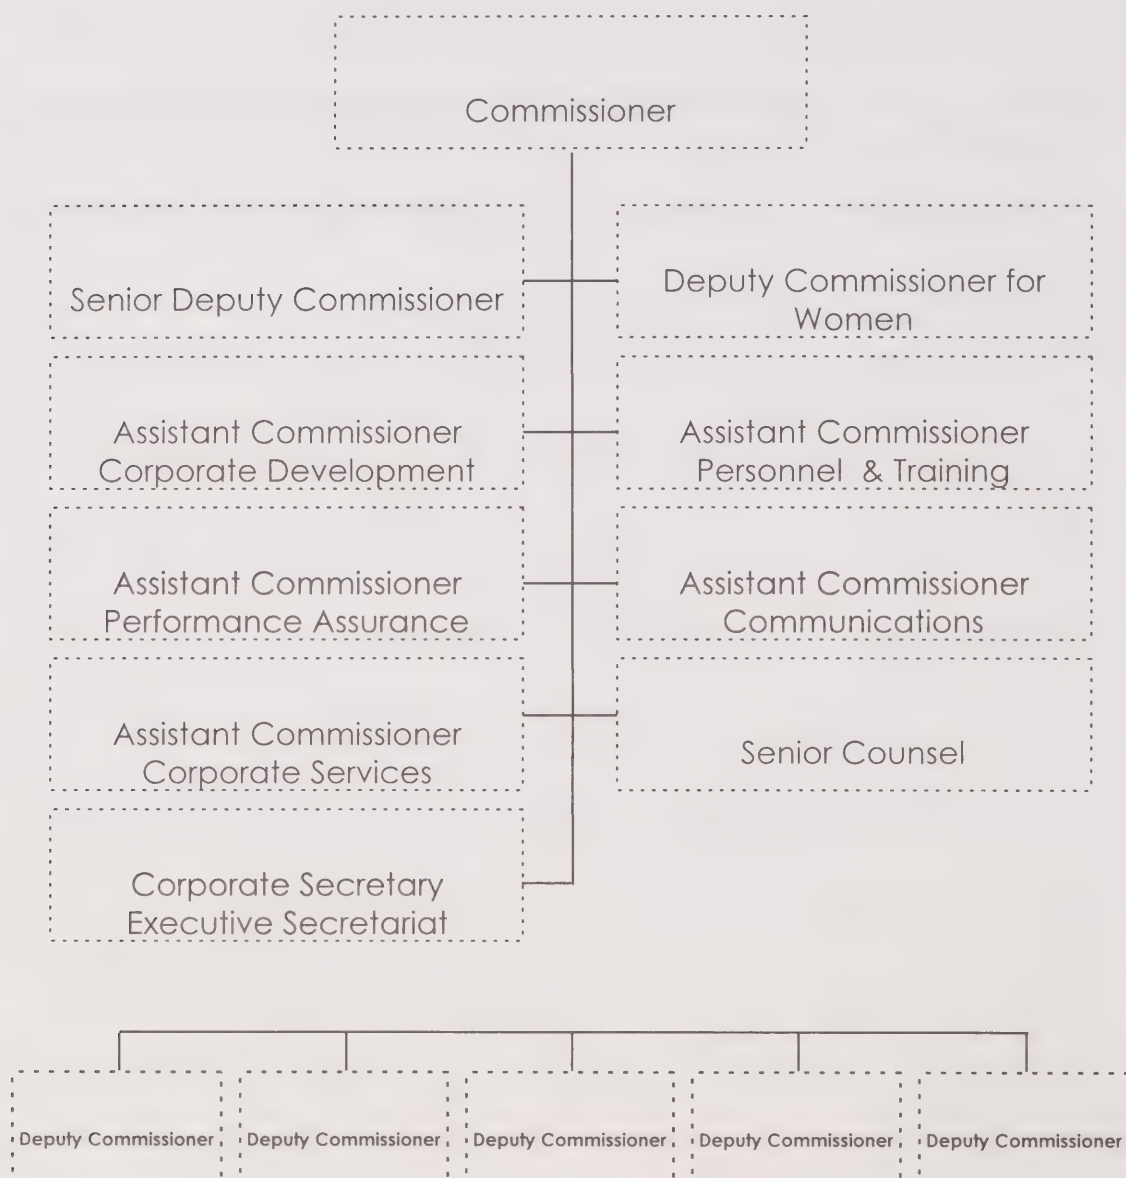 Commissioner
Senior Deputy Commissioner
Deputy Commissioner for
Women
Assistant Commissioner
Corporate Development
Assistant Commissioner
Personnel & Training
Assistant Commissioner
Performance Assurance
Assistant Commissioner
Communications
Assistant Commissioner
Corporate Services
Senior Counsel
Corporate Secretary
Executive Secretariat
Deputy Commissioner
Deputy Commissioner
Deputy Commissioner
Deputy Commissioner
Deputy Commissioner